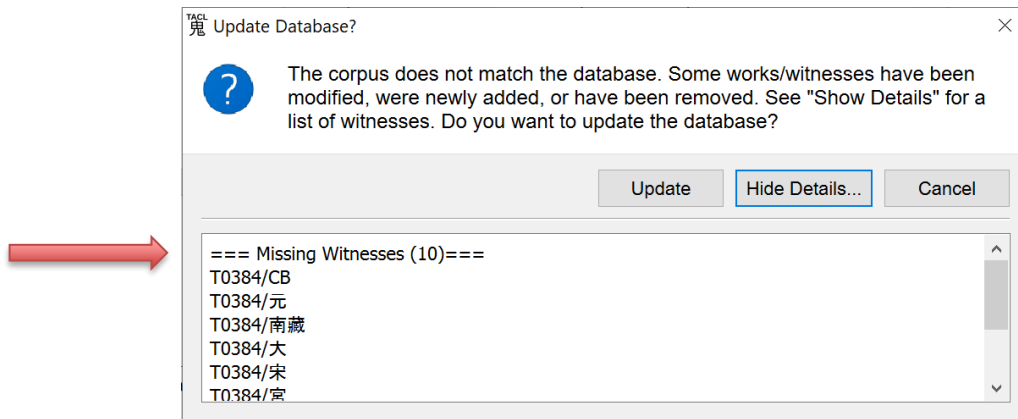 TACL
鬼 Update Database?
The corpus does not match the database. Some works/witnesses have been
modified, were newly added, or have been removed. See "Show Details" for a
list of witnesses. Do you want to update the database?
Update Hide Details... Cancel
=== Missing Witnesses (10)===
T0384/CB
T0384/元
T0384/南藏
T0384/大
T0384/宋
T0384/宮